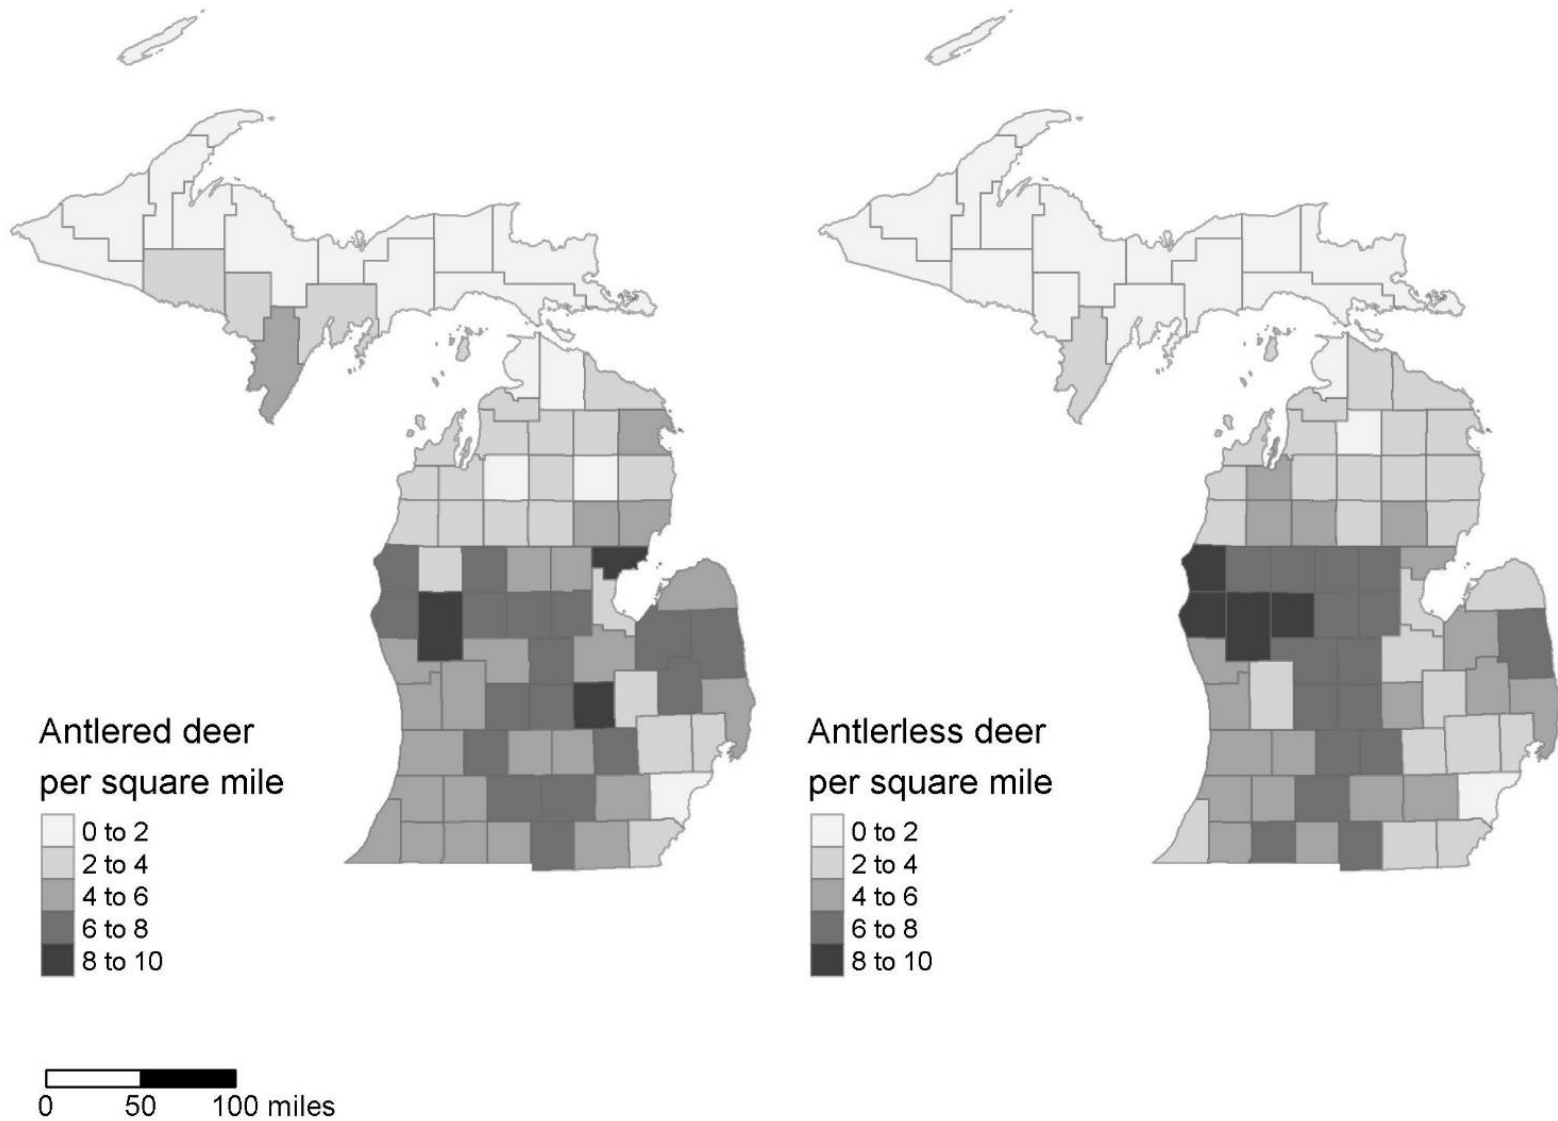 Antlered deer
per square mile
0 to 2
2 to 4
4 to 6
6 to 8
8 to 10
0 50 100 miles
Antlerless deer
per square mile
0 to 2
2 to 4
4 to 6
6 to 8
8 to 10